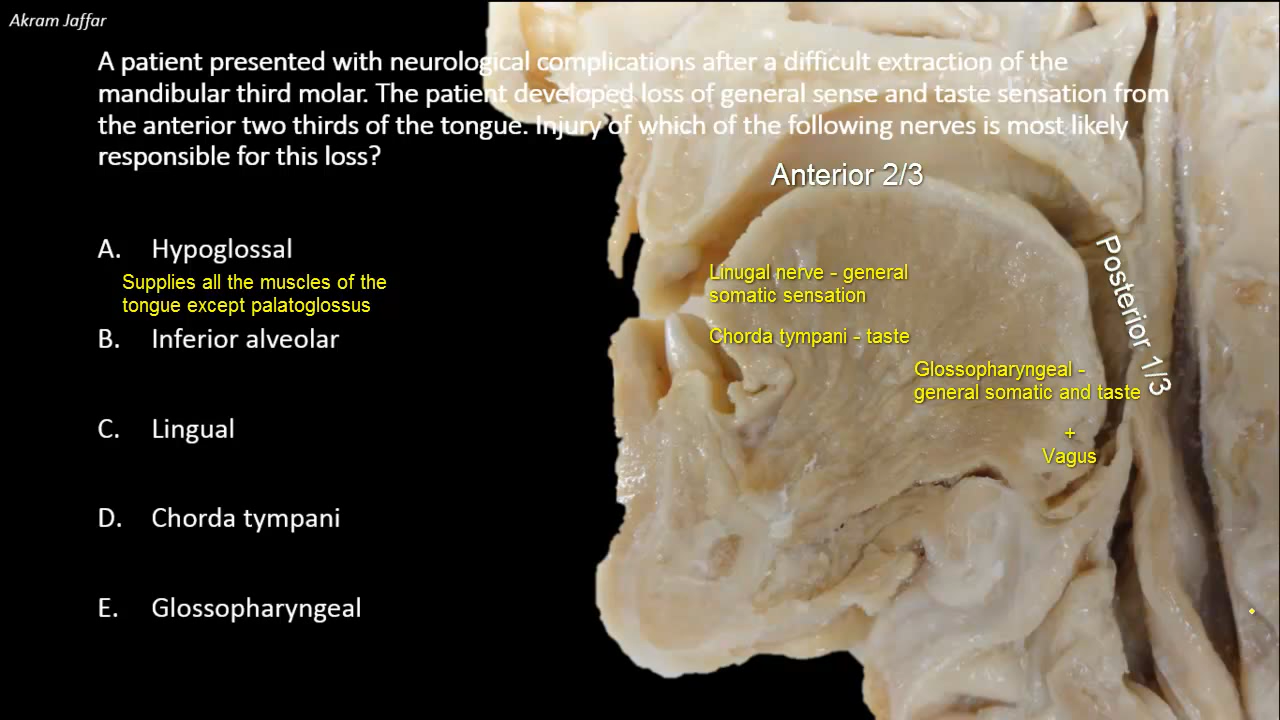 Akram Jaffar
A patient presented with neurological complications after a difficult extraction of the
mandibular third molar. The patient developed loss of general sense and taste sensation from
the anterior two thirds of the tongue. Injury of which of the following nerves is most likely
responsible for this loss?
A. Hypoglossal
Supplies all the muscles of the
tongue except palatoglossus
B. Inferior alveolar
C. Lingual
D. Chorda tympani
E. Glossopharyngeal
Anterior 2/3
Linugal nerve - general
somatic sensation
Chorda tympani - taste
Posterior 1/3
Glossopharyngeal -
general somatic and taste
+
Vagus